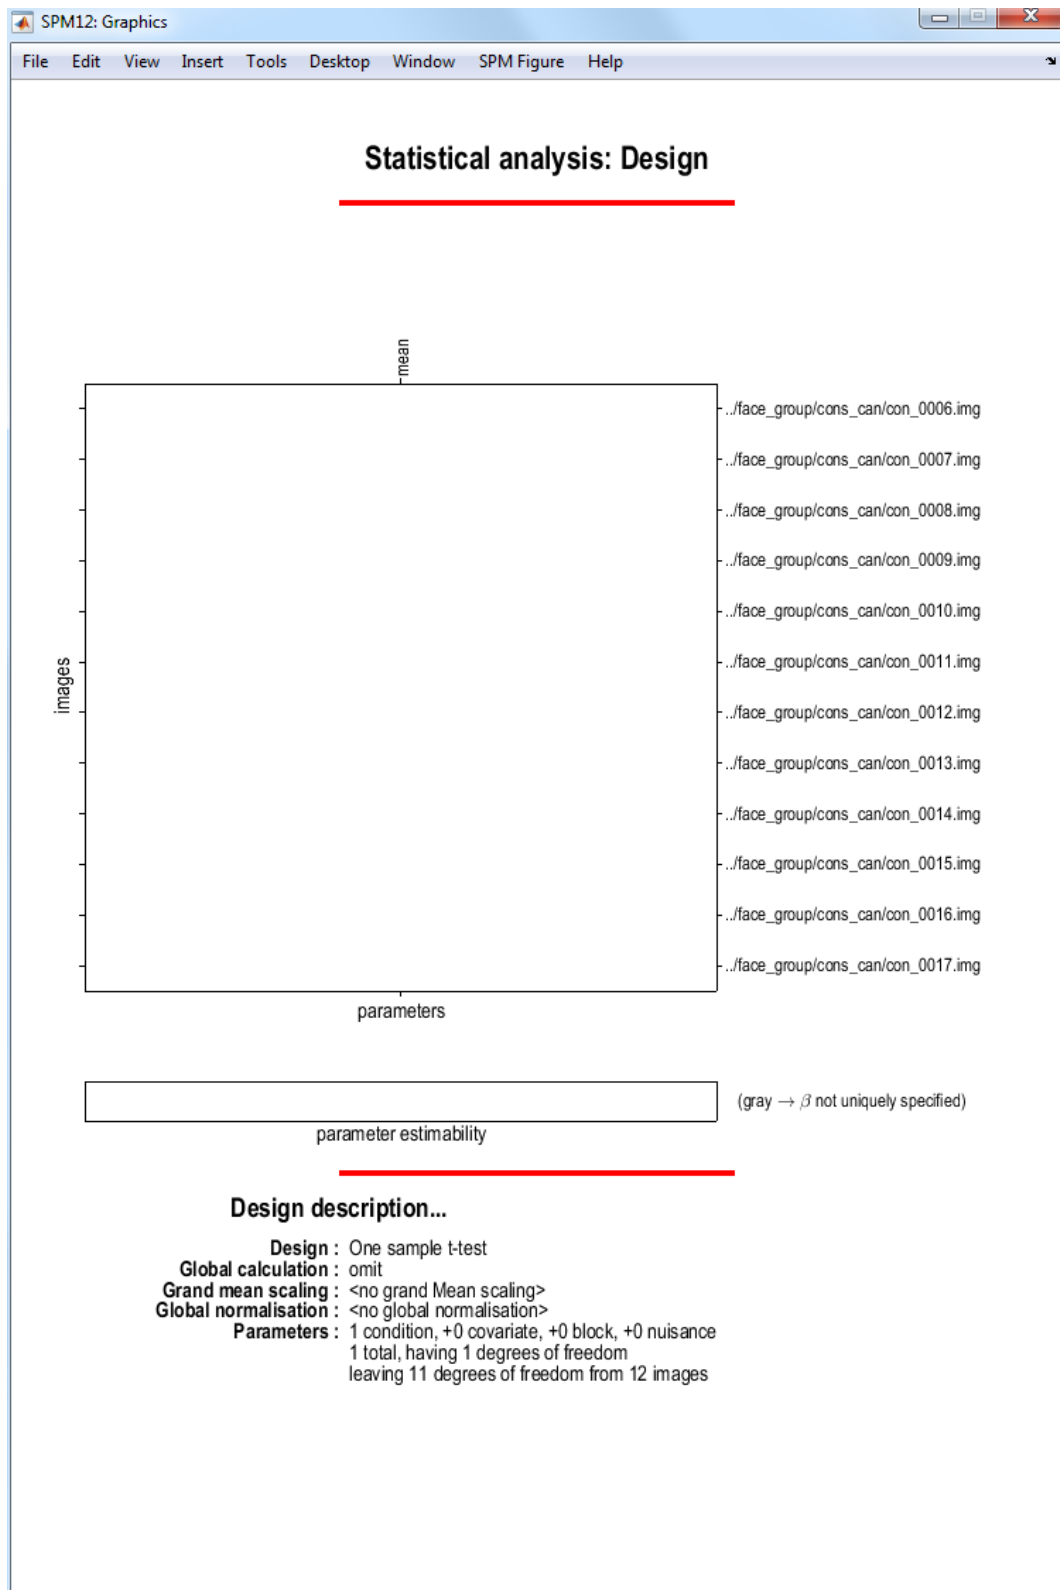 SPM12: Graphics
File Edit View Insert Tools Desktop Window SPM Figure Help
Statistical analysis: Design
mean
../face_group/cons_can/con_0006.img
../face_group/cons_can/con_0007.img
../face_group/cons_can/con_0008.img
../face_group/cons_can/con_0009.img
../face_group/cons_can/con_0010.img
../face_group/cons_can/con_0011.img
images
../face_group/cons_can/con_0012.img
../face_group/cons_can/con_0013.img
../face_group/cons_can/con_0014.img
../face_group/cons_can/con_0015.img
../face_group/cons_can/con_0016.img
../face_group/cons_can/con_0017.img
parameters
(gray → β not uniquely specified)
parameter estimability
Design description...
Design : One sample t-test
Global calculation : omit
Grand mean scaling : <no grand Mean scaling>
Global normalisation : <no global normalisation>
Parameters : 1 condition, +0 covariate, +0 block, +0 nuisance
1 total, having 1 degrees of freedom
leaving 11 degrees of freedom from 12 images